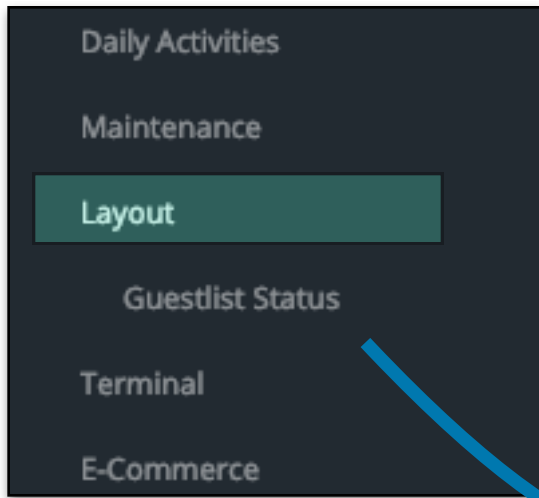 Daily Activities
Maintenance
Layout
Guestlist Status
Terminal
E-Commerce